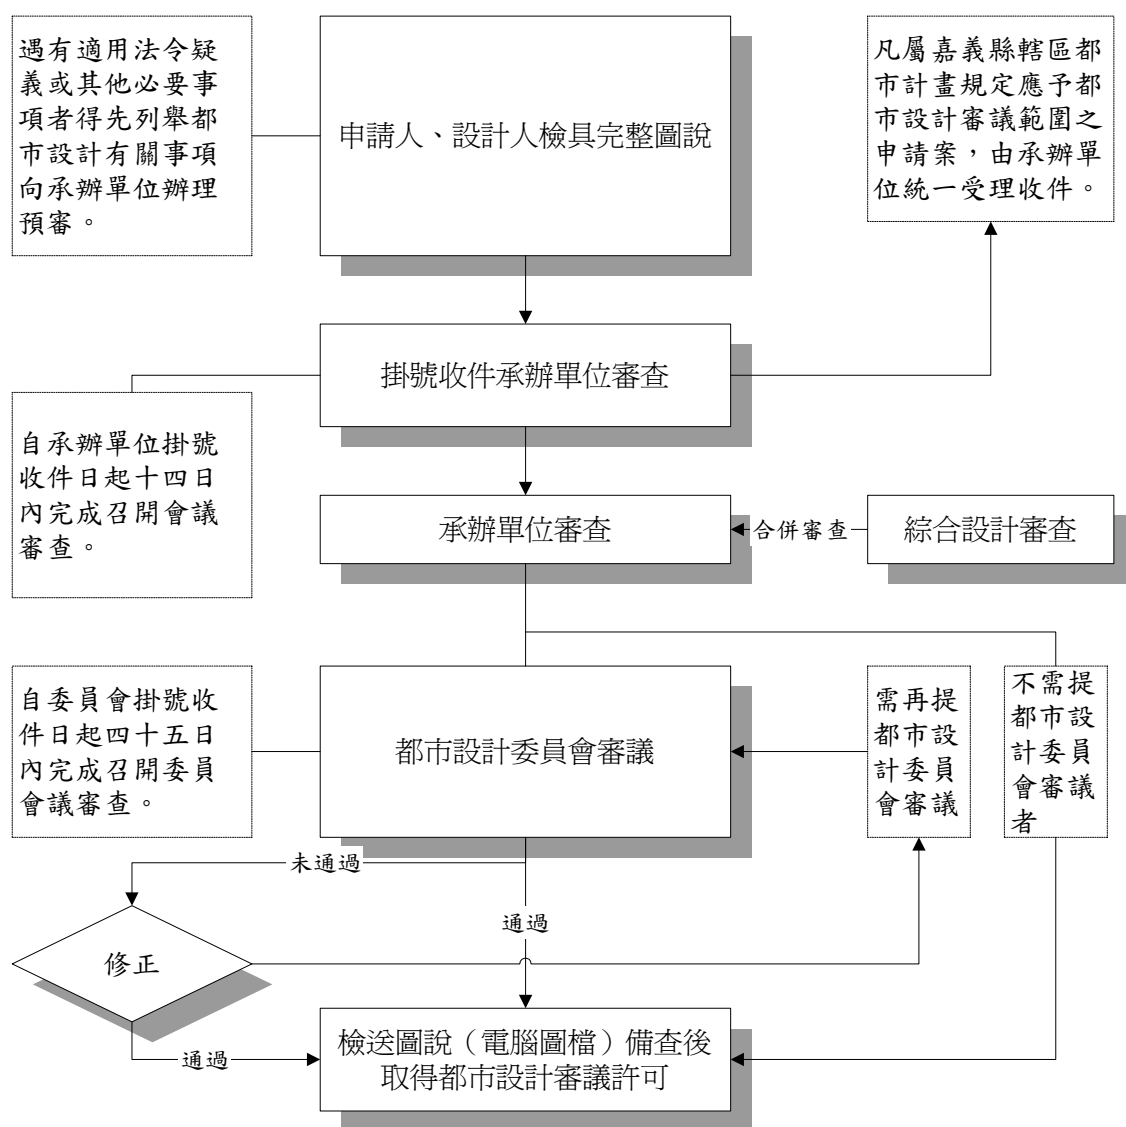 遇有適用法令疑
義或其他必要事
項者得先列舉都
市設計有關事項
向承辦單位辦理
預審。
申請人、設計人檢具完整圖說
凡屬嘉義縣轄區都
市計畫規定應予都
市設計審議範圍之
申請案，由承辦單
位統一受理收件。
掛號收件承辦單位審查
自承辦單位掛號
收件日起十四日
內完成召開會議
審查。
承辦單位審查
合併審查
綜合設計審查
自委員會掛號收
件日起四十五日
內完成召開委員
會議審查。
都市設計委員會審議
需再提
都市設
計委員
會審議
不需提
都市設
計委員
會審議
者
未通過
通過
修正
通過
檢送圖說（電腦圖檔）備查後
取得都市設計審議許可